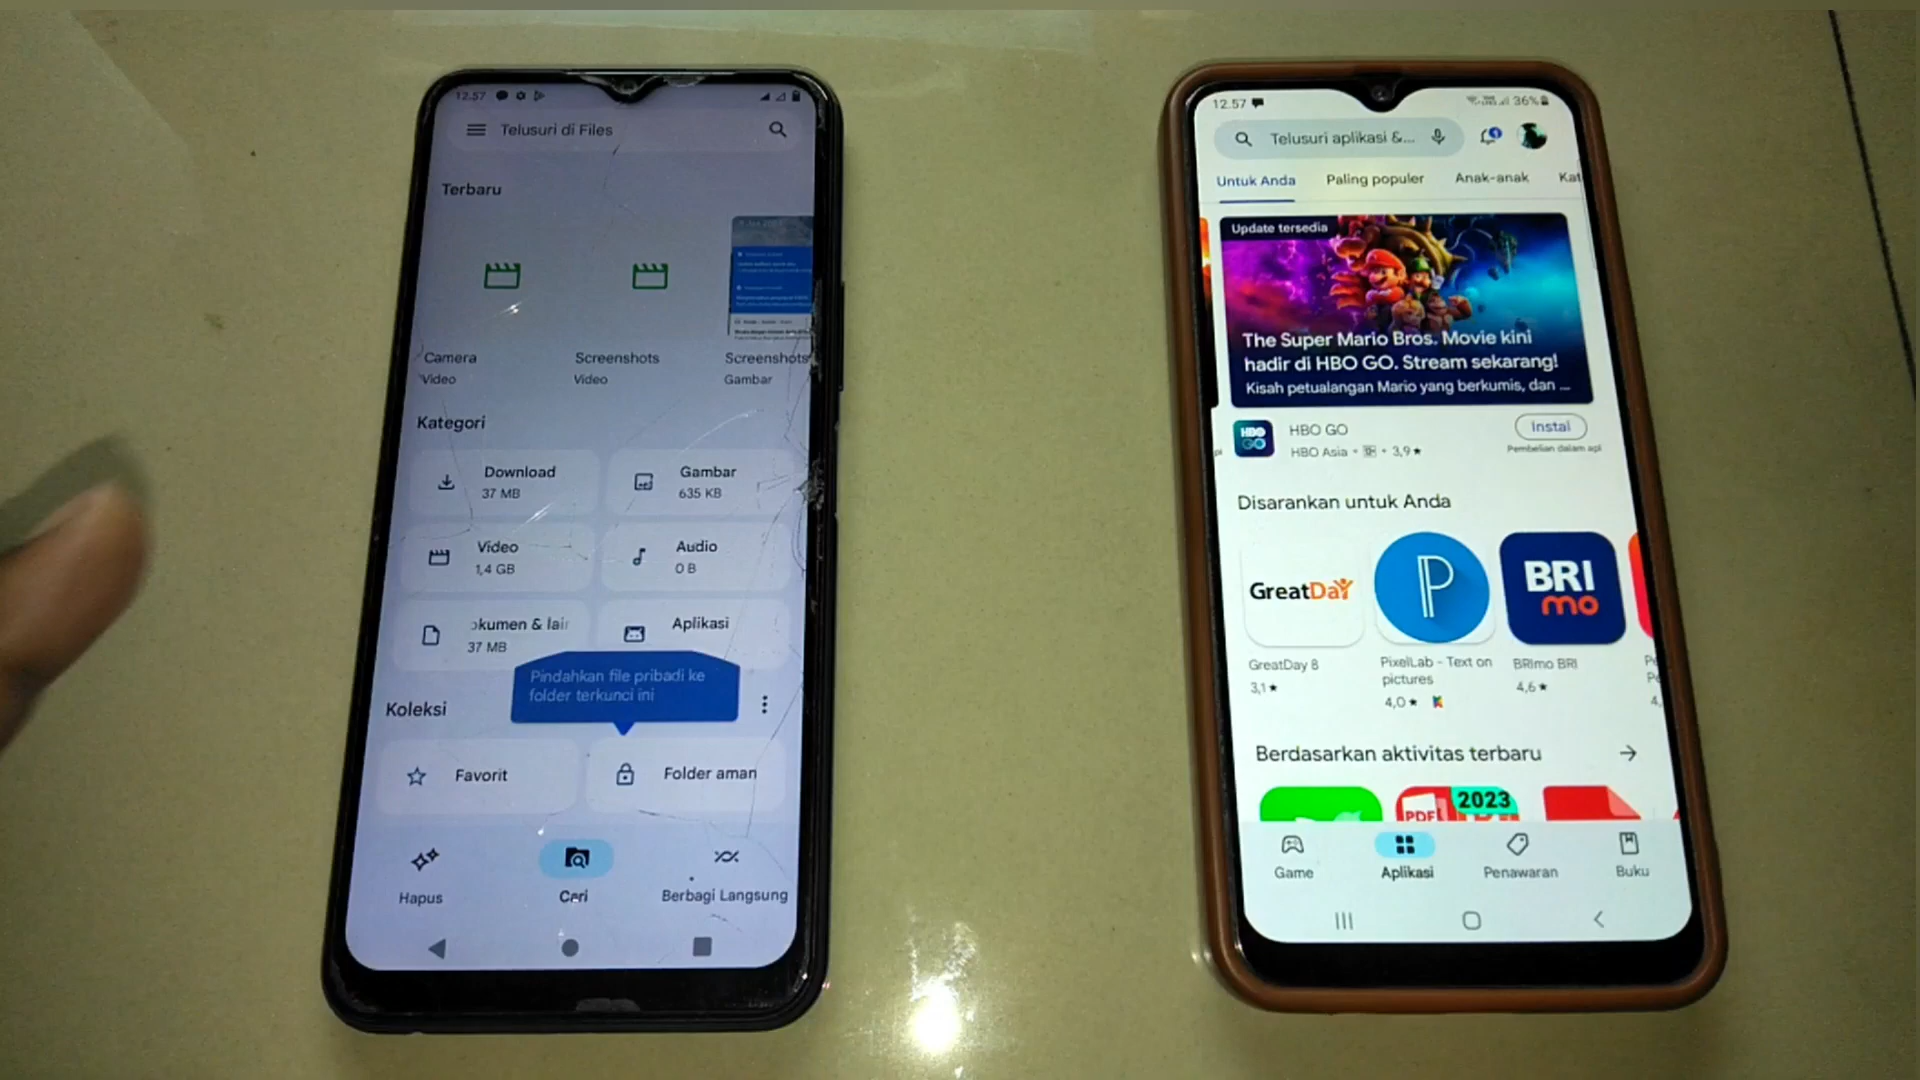 12.57
Telusuri di Files
Terbaru
Camera
Video
Screenshots
Video
Screenshots
Gambar
Kategori
Download
37 MB
Gambar
635 KB
Video
1,4 GB
Audio
0 B
okumen & lain
37 MB
Aplikasi
Pindahkan file pribadi ke
folder terkunci ini
Koleksi
Favorit
Folder aman
Hapus
Cari
Berbagi Langsung
12.57
36%
Telusuri aplikasi &...
Untuk Anda
Paling populer
Anak-anak
Kat
Update tersedia
The Super Mario Bros. Movie kini
hadir di HBO GO. Stream sekarang!
Kisah petualangan Mario yang berkumis, dan ...
HBO GO
HBO GO
HBO Asia • 3,9★
Instal
Pembelian dalam apl
Disarankan untuk Anda
GreatDay
P
BRI
mo
GreatDay 8
3,1★
PixelLab - Text on
pictures
4,0★
BRImo BRI
4,6★
Berdasarkan aktivitas terbaru
PDF
2023
Game
Aplikasi
Penawaran
Buku